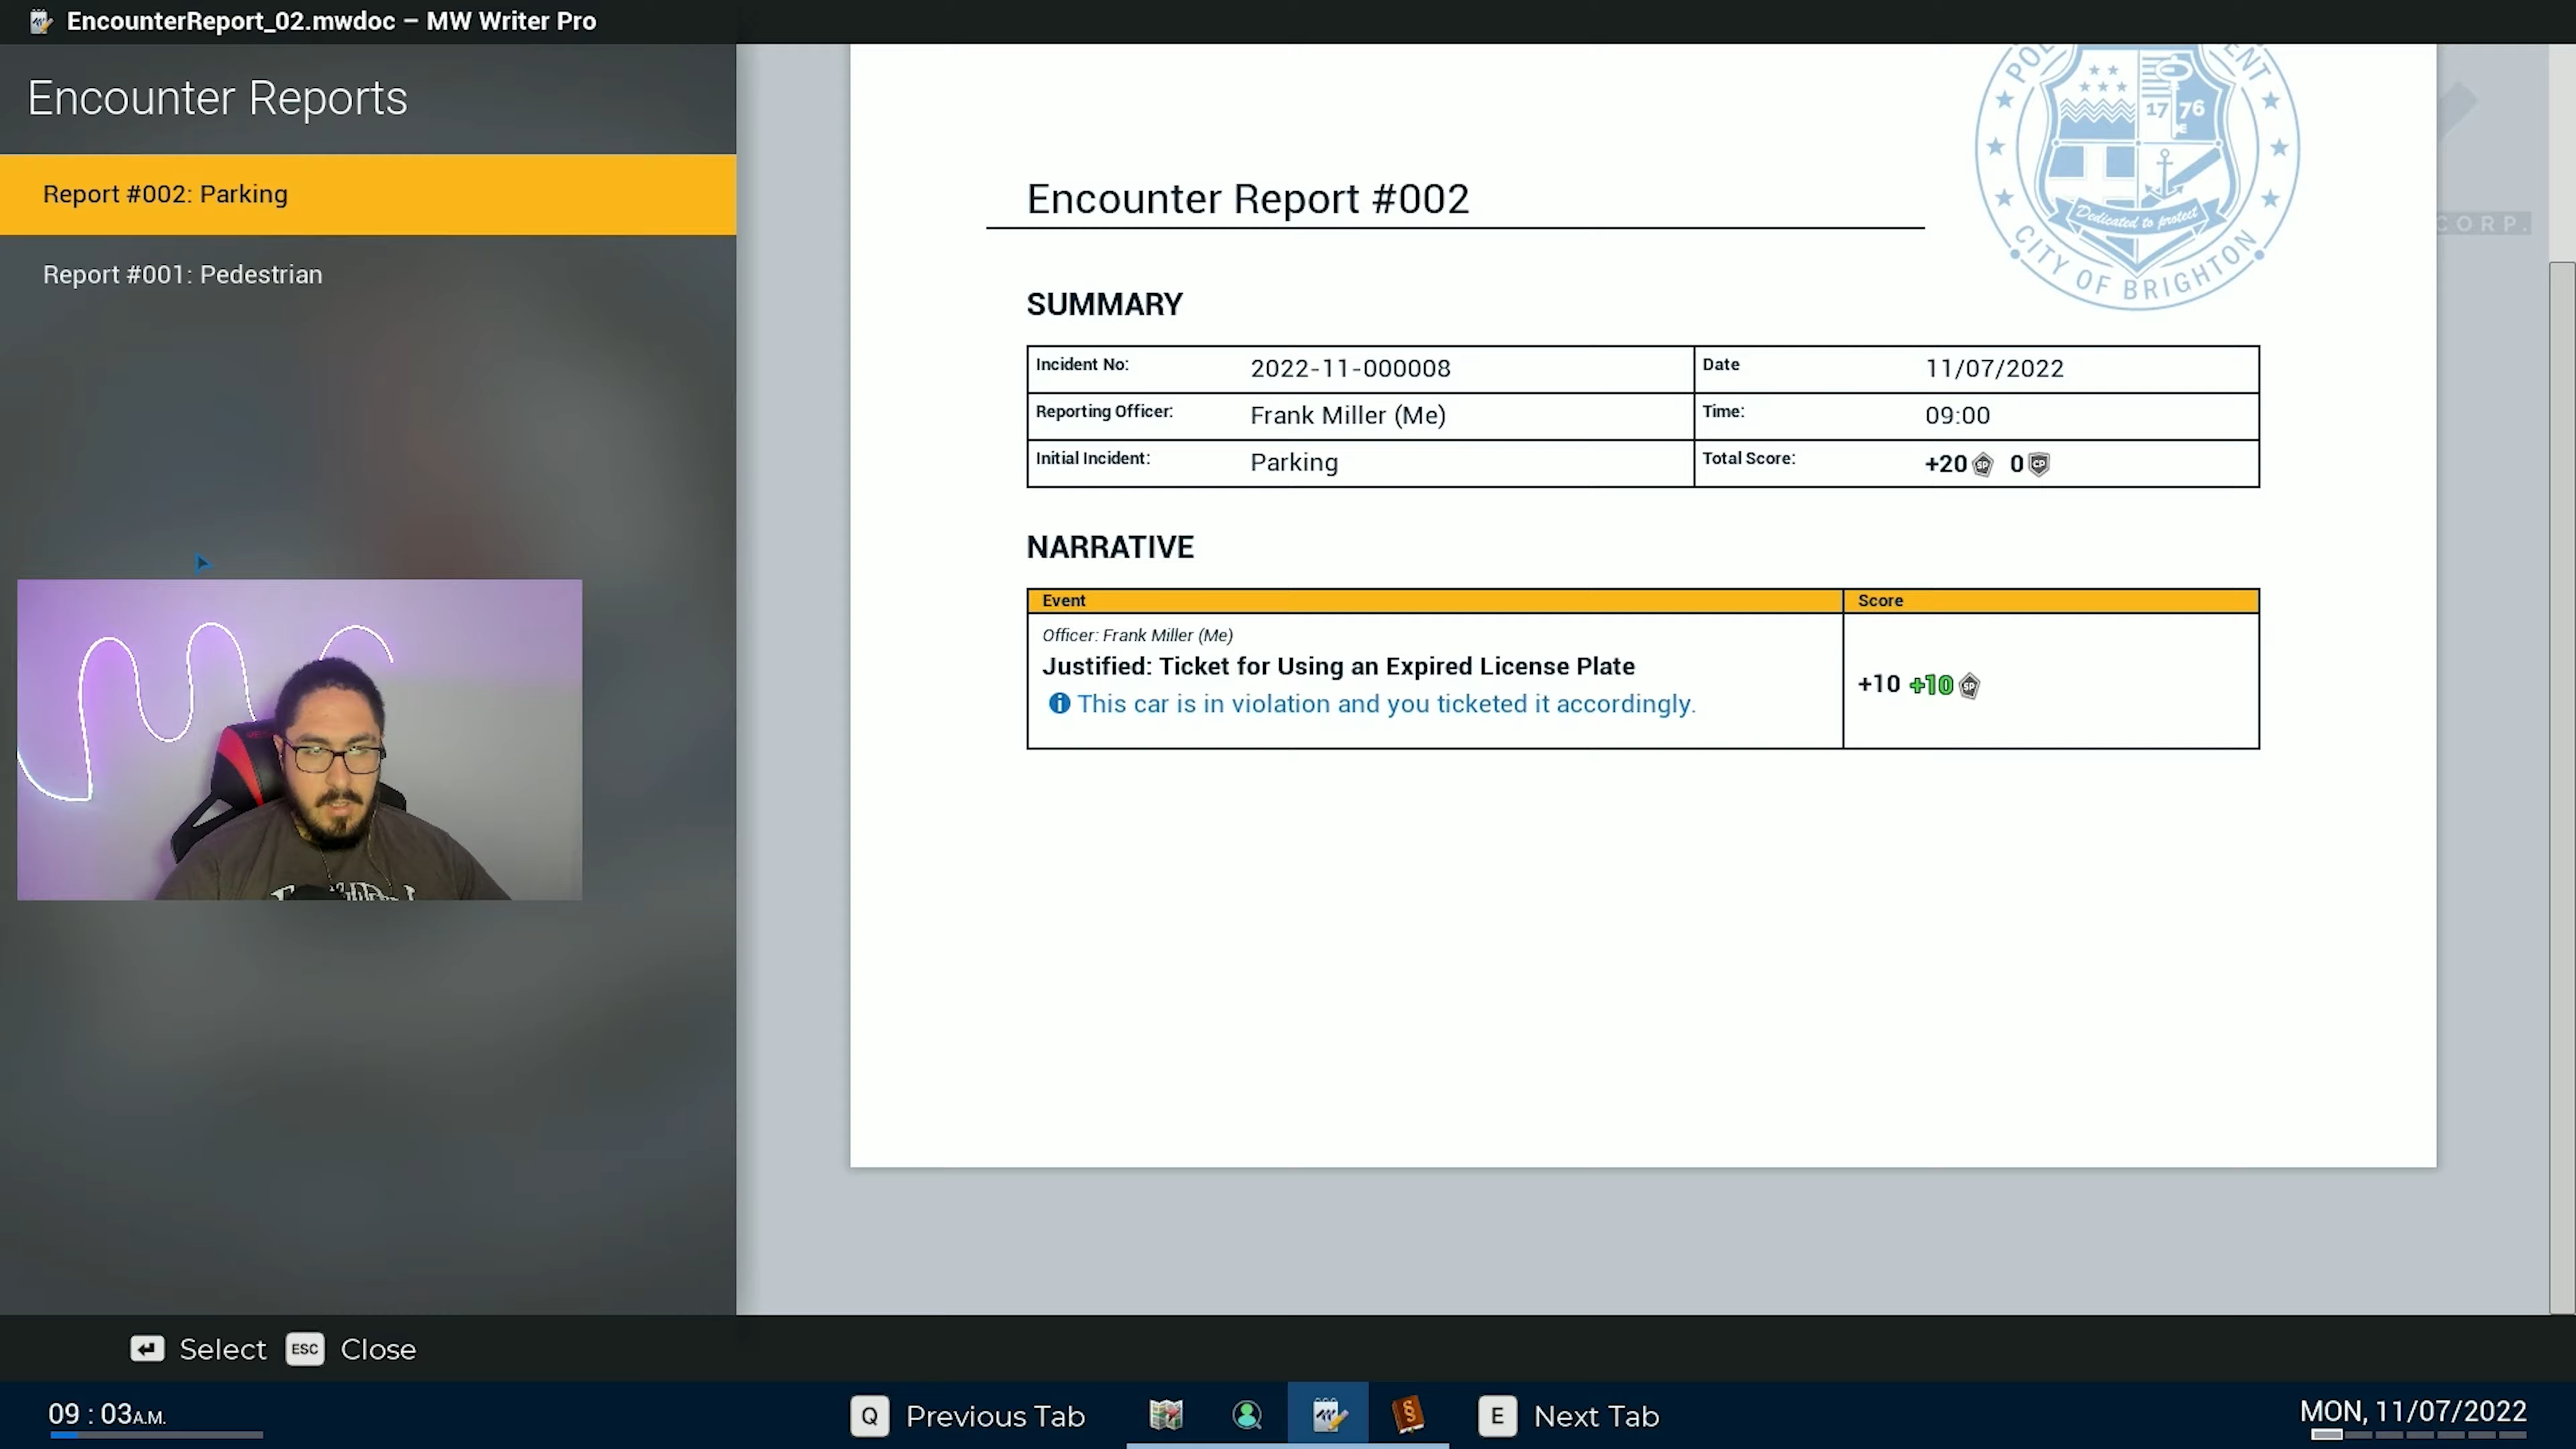 EncounterReport_02.mwdoc – MW Writer Pro
Encounter Reports
Report #002: Parking
Report #001: Pedestrian
17 76
Dedicated to protect
CITY OF BRIGHTON
CORP.
Encounter Report #002
SUMMARY
Incident No: 2022-11-000008 Date 11/07/2022
Reporting Officer: Frank Miller (Me) Time: 09:00
Initial Incident: Parking Total Score: +20 SP 0 CP
NARRATIVE
Event Score
Officer: Frank Miller (Me)
Justified: Ticket for Using an Expired License Plate
This car is in violation and you ticketed it accordingly.
+10 +10 SP
Select ESC Close
09 : 03 A.M.
Q Previous Tab E Next Tab
MON, 11/07/2022